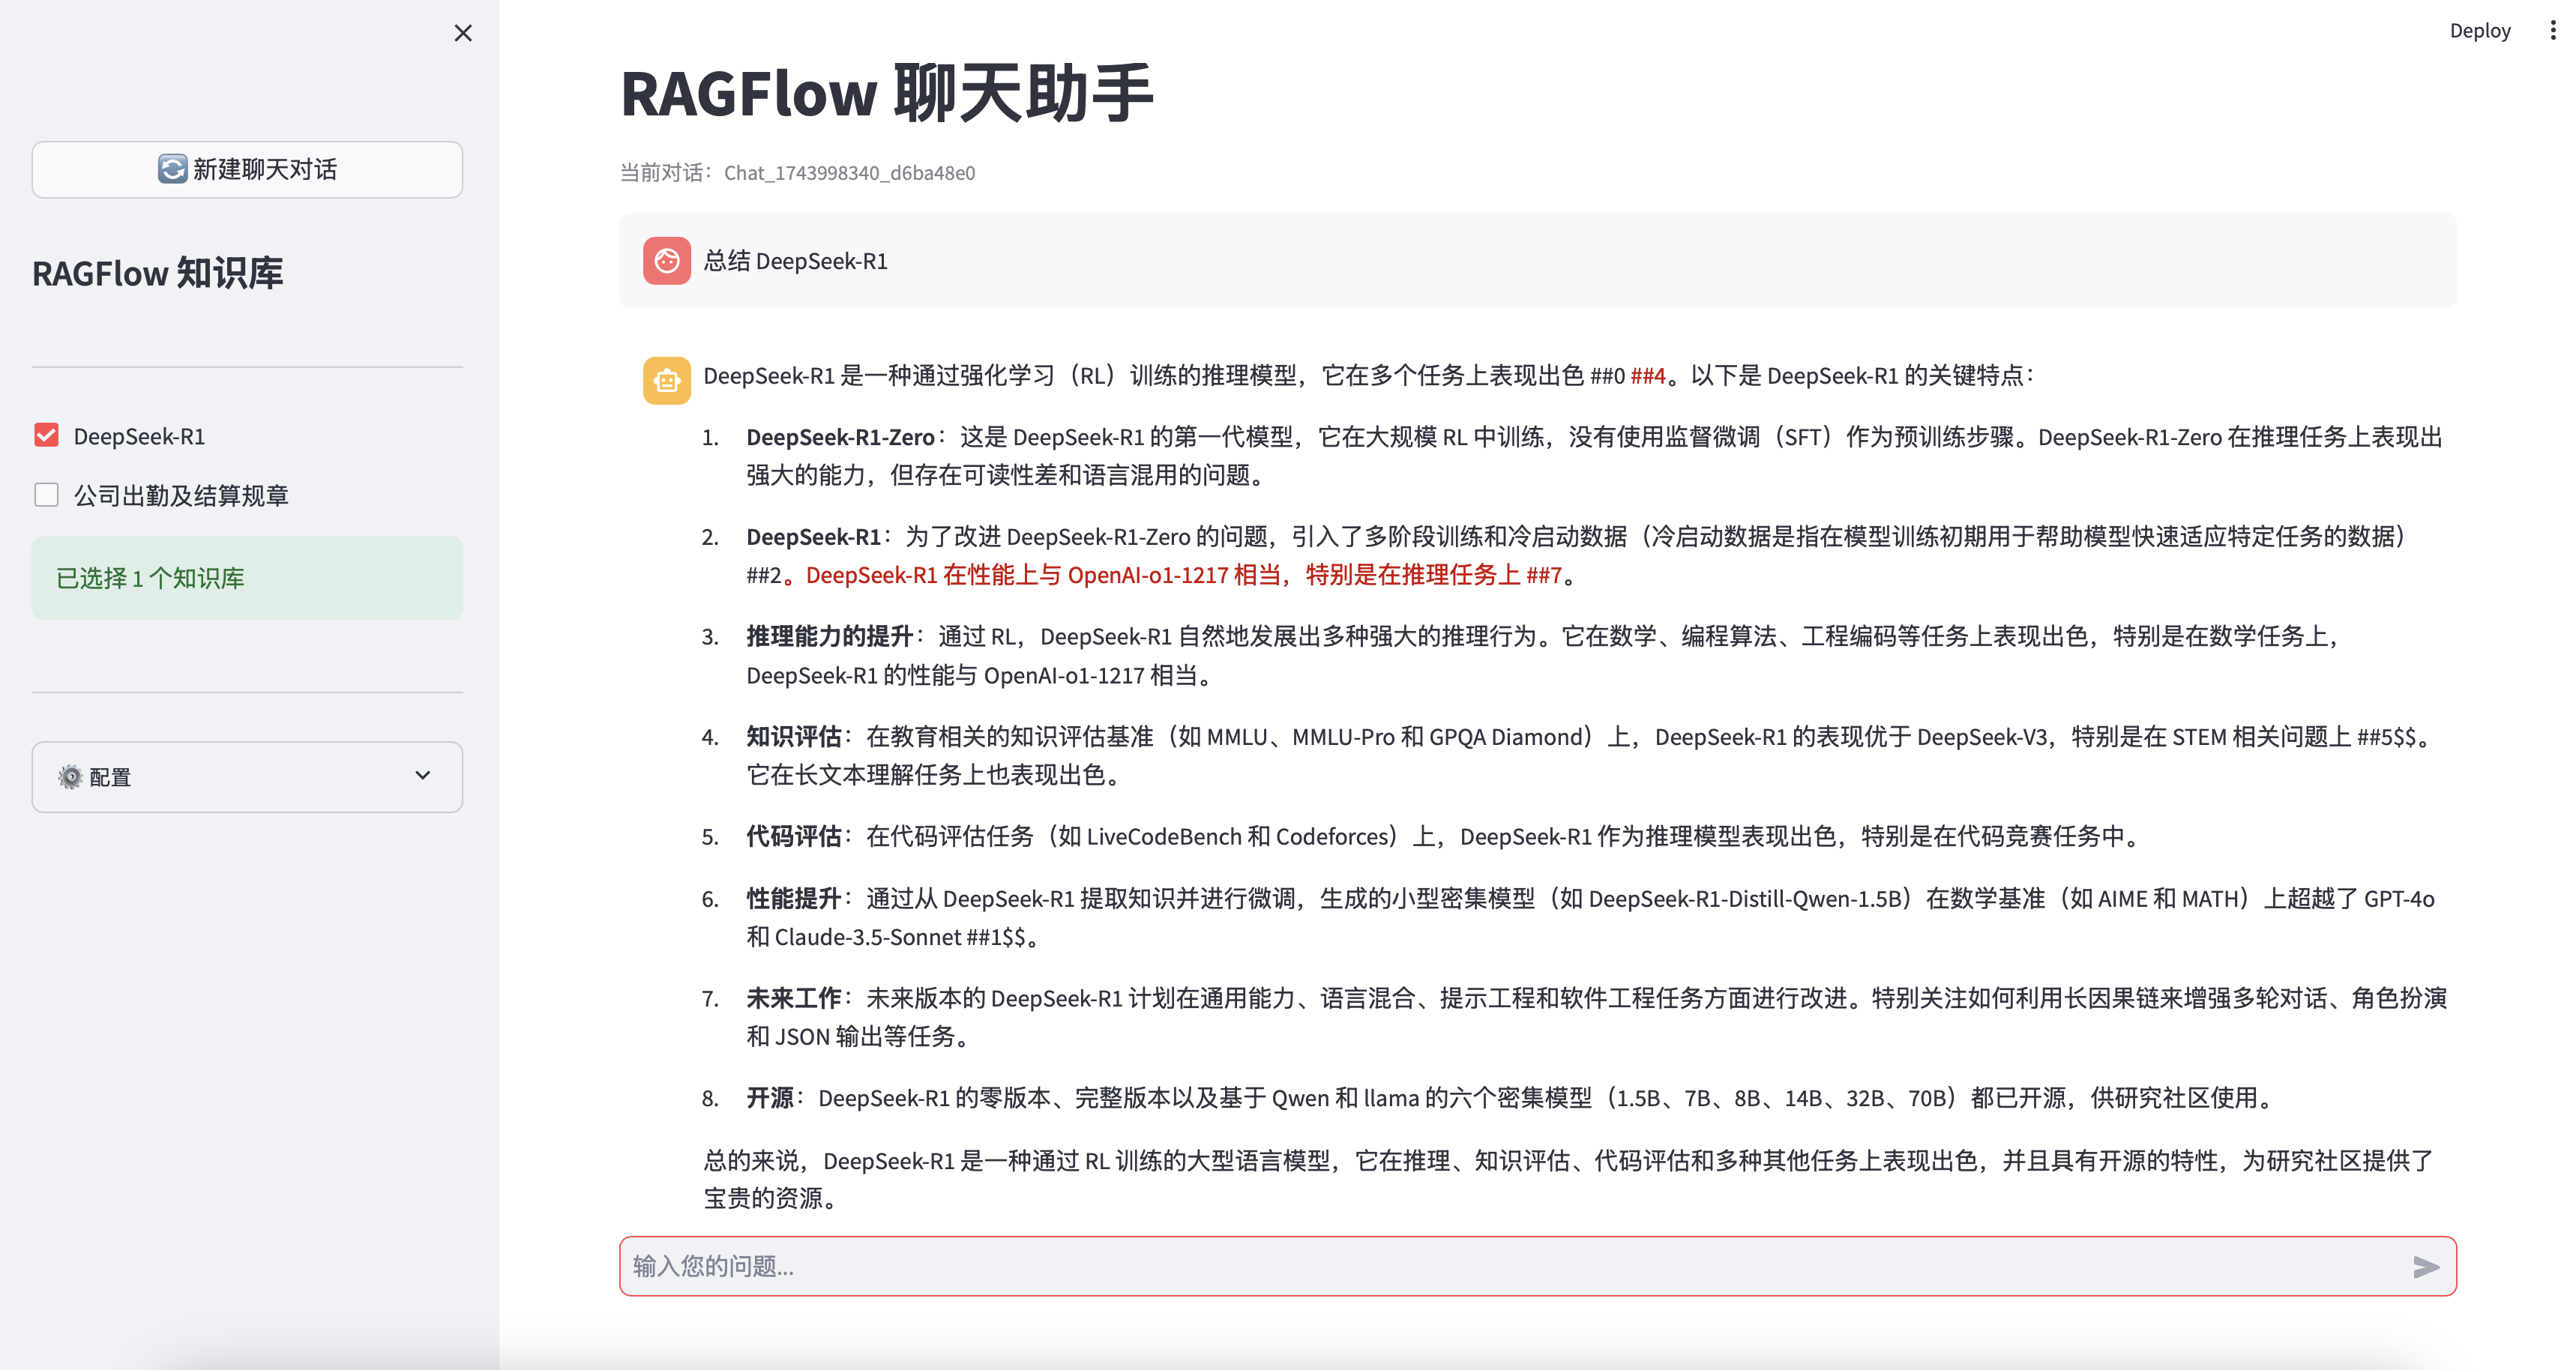 Deploy
🔄 新建聊天对话
RAGFlow 知识库
DeepSeek-R1
公司出勤及结算规章
已选择 1 个知识库
⚙️ 配置
RAGFlow 聊天助手
当前对话：Chat_1743998340_d6ba48e0
总结 DeepSeek-R1
DeepSeek-R1 是一种通过强化学习（RL）训练的推理模型，它在多个任务上表现出色 ##0 ##4。以下是 DeepSeek-R1 的关键特点：
1. DeepSeek-R1-Zero：这是 DeepSeek-R1 的第一代模型，它在大规模 RL 中训练，没有使用监督微调（SFT）作为预训练步骤。DeepSeek-R1-Zero 在推理任务上表现出
强大的能力，但存在可读性差和语言混用的问题。
2. DeepSeek-R1：为了改进 DeepSeek-R1-Zero 的问题，引入了多阶段训练和冷启动数据（冷启动数据是指在模型训练初期用于帮助模型快速适应特定任务的数据）
##2。DeepSeek-R1 在性能上与 OpenAI-o1-1217 相当，特别是在推理任务上 ##7。
3. 推理能力的提升：通过 RL，DeepSeek-R1 自然地发展出多种强大的推理行为。它在数学、编程算法、工程编码等任务上表现出色，特别是在数学任务上，
DeepSeek-R1 的性能与 OpenAI-o1-1217 相当。
4. 知识评估：在教育相关的知识评估基准（如 MMLU、MMLU-Pro 和 GPQA Diamond）上，DeepSeek-R1 的表现优于 DeepSeek-V3，特别是在 STEM 相关问题上 ##5$$。
它在长文本理解任务上也表现出色。
5. 代码评估：在代码评估任务（如 LiveCodeBench 和 Codeforces）上，DeepSeek-R1 作为推理模型表现出色，特别是在代码竞赛任务中。
6. 性能提升：通过从 DeepSeek-R1 提取知识并进行微调，生成的小型密集模型（如 DeepSeek-R1-Distill-Qwen-1.5B）在数学基准（如 AIME 和 MATH）上超越了 GPT-4o
和 Claude-3.5-Sonnet ##1$$。
7. 未来工作：未来版本的 DeepSeek-R1 计划在通用能力、语言混合、提示工程和软件工程任务方面进行改进。特别关注如何利用长因果链来增强多轮对话、角色扮演
和 JSON 输出等任务。
8. 开源：DeepSeek-R1 的零版本、完整版本以及基于 Qwen 和 llama 的六个密集模型（1.5B、7B、8B、14B、32B、70B）都已开源，供研究社区使用。
总的来说，DeepSeek-R1 是一种通过 RL 训练的大型语言模型，它在推理、知识评估、代码评估和多种其他任务上表现出色，并且具有开源的特性，为研究社区提供了
宝贵的资源。
输入您的问题...